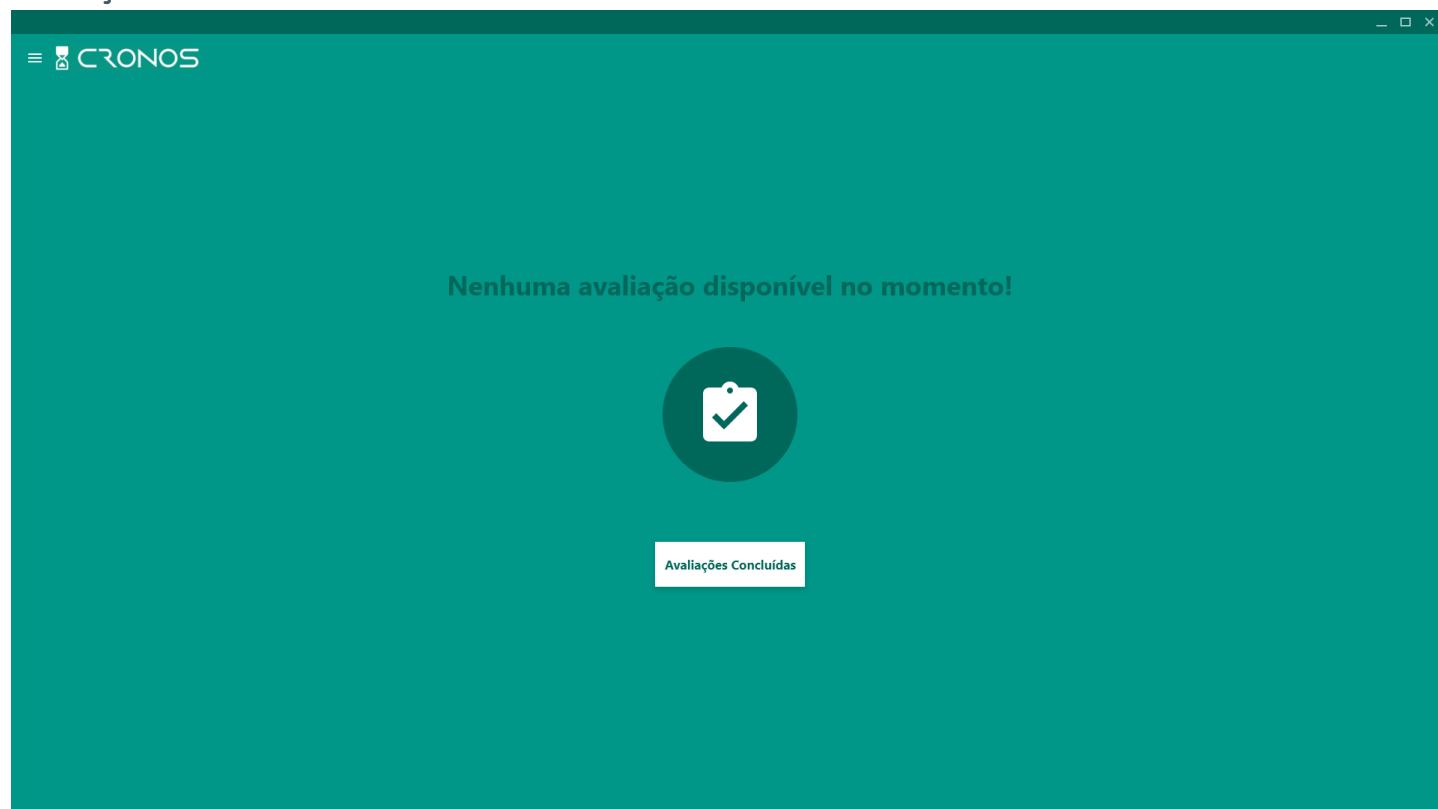 CRONOS
Nenhuma avaliação disponível no momento!
Avaliações Concluídas